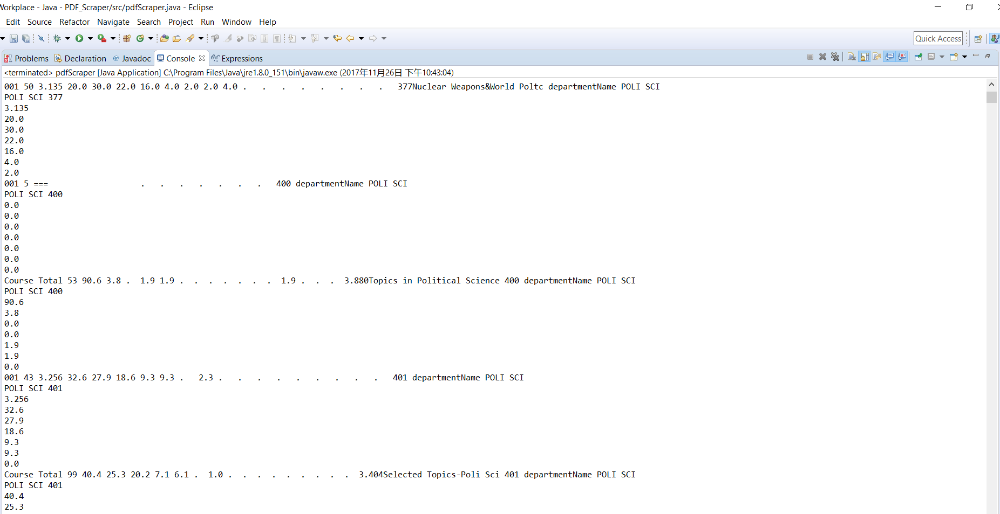 Workplace - Java - PDF_Scraper/src/pdfScraper.java - Eclipse
Edit Source Refactor Navigate Search Project Run Window Help
Quick Access
Problems @ Declaration Javadoc Console Expressions
<terminated> pdfScraper [Java Application] C:\Program Files\Java\jre1.8.0_151\bin\javaw.exe (2017年11月26日 下午10:43:04)
001 50 3.135 20.0 30.0 22.0 16.0 4.0 2.0 2.0 4.0 . . . . . . . . 377Nuclear Weapons&World Poltc departmentName POLI SCI
POLI SCI 377
3.135
20.0
30.0
22.0
16.0
4.0
2.0
001 5 === . . . . . . . 400 departmentName POLI SCI
POLI SCI 400
0.0
0.0
0.0
0.0
0.0
0.0
0.0
Course Total 53 90.6 3.8 . 1.9 1.9 . . . . . . 1.9 . . . 3.880Topics in Political Science 400 departmentName POLI SCI
POLI SCI 400
90.6
3.8
0.0
0.0
1.9
1.9
0.0
001 43 3.256 32.6 27.9 18.6 9.3 9.3 . 2.3 . . . . . . . . . 401 departmentName POLI SCI
POLI SCI 401
3.256
32.6
27.9
18.6
9.3
9.3
0.0
Course Total 99 40.4 25.3 20.2 7.1 6.1 . 1.0 . . . . . . . . . 3.404Selected Topics-Poli Sci 401 departmentName POLI SCI
POLI SCI 401
40.4
25.3